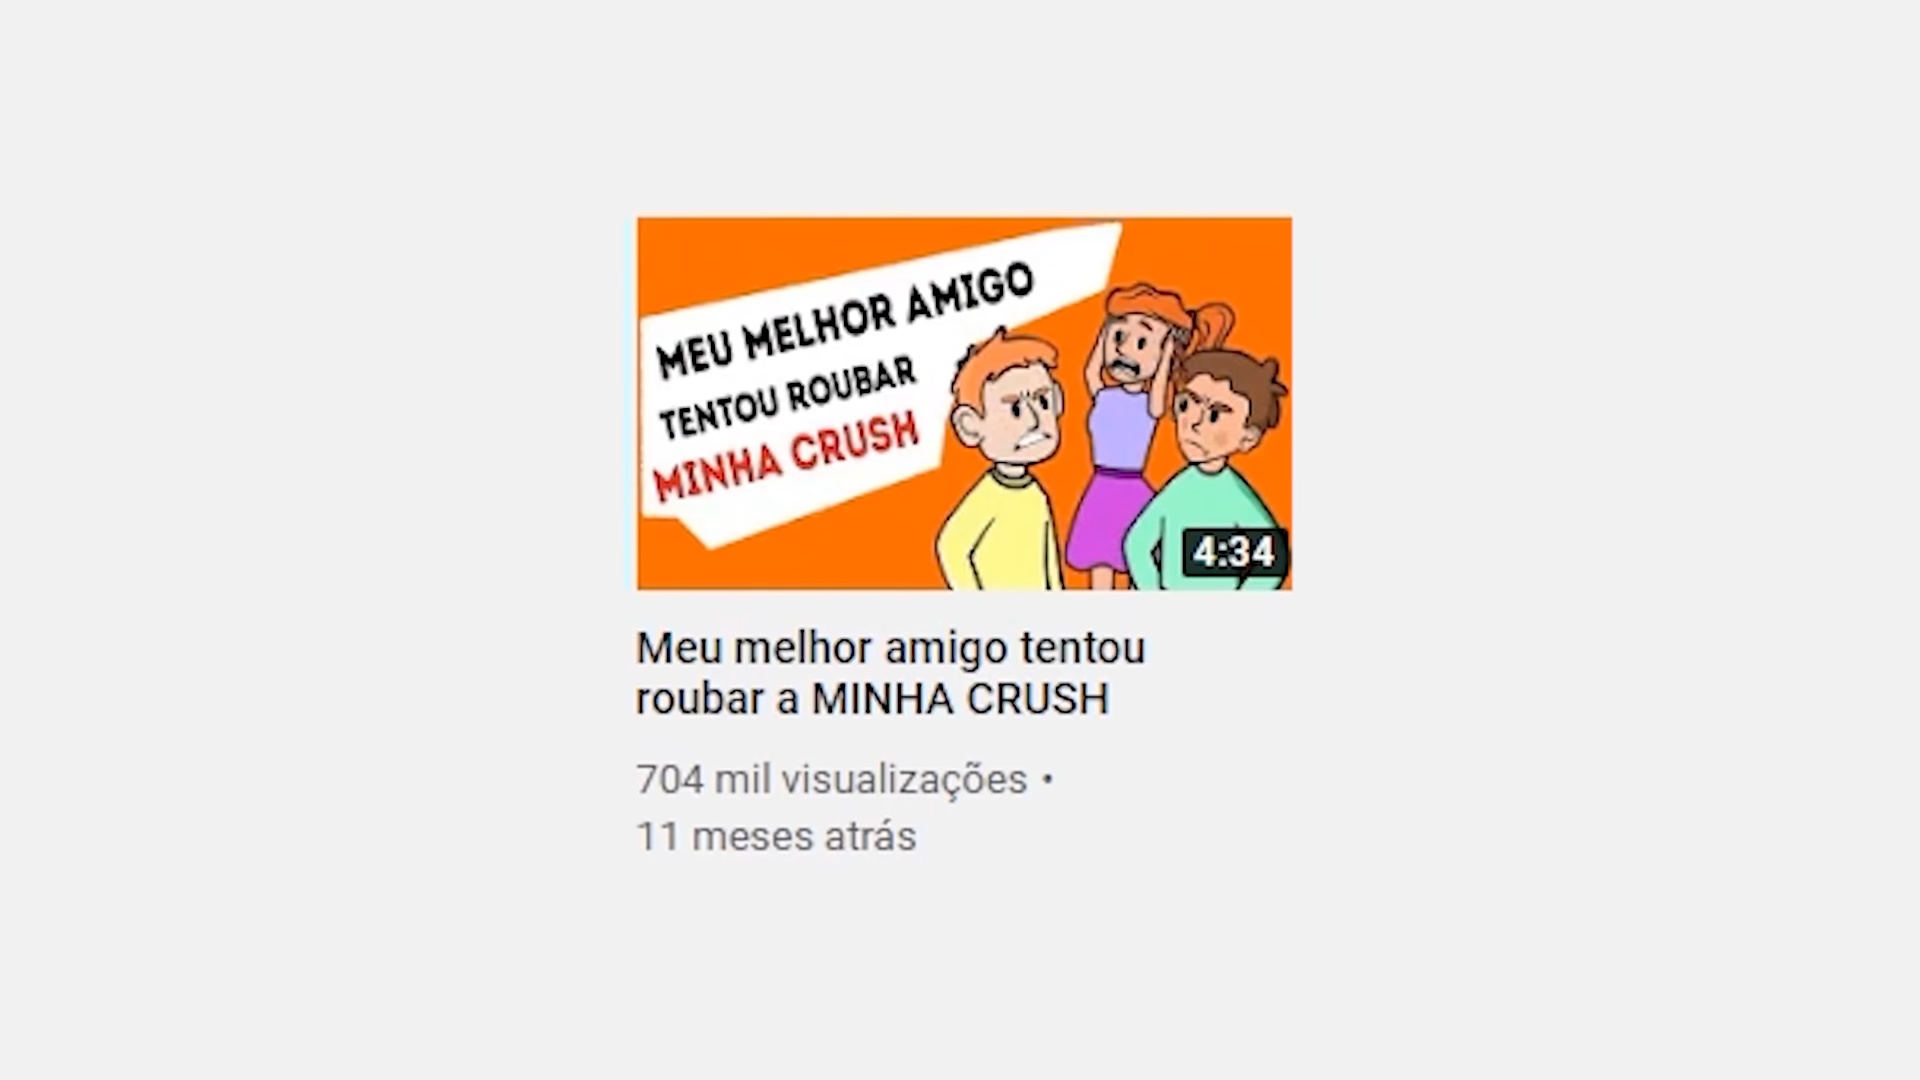 MEU MELHOR AMIGO
TENTOU ROUBAR
MINHA CRUSH
4:34
Meu melhor amigo tentou
roubar a MINHA CRUSH
704 mil visualizações •
11 meses atrás